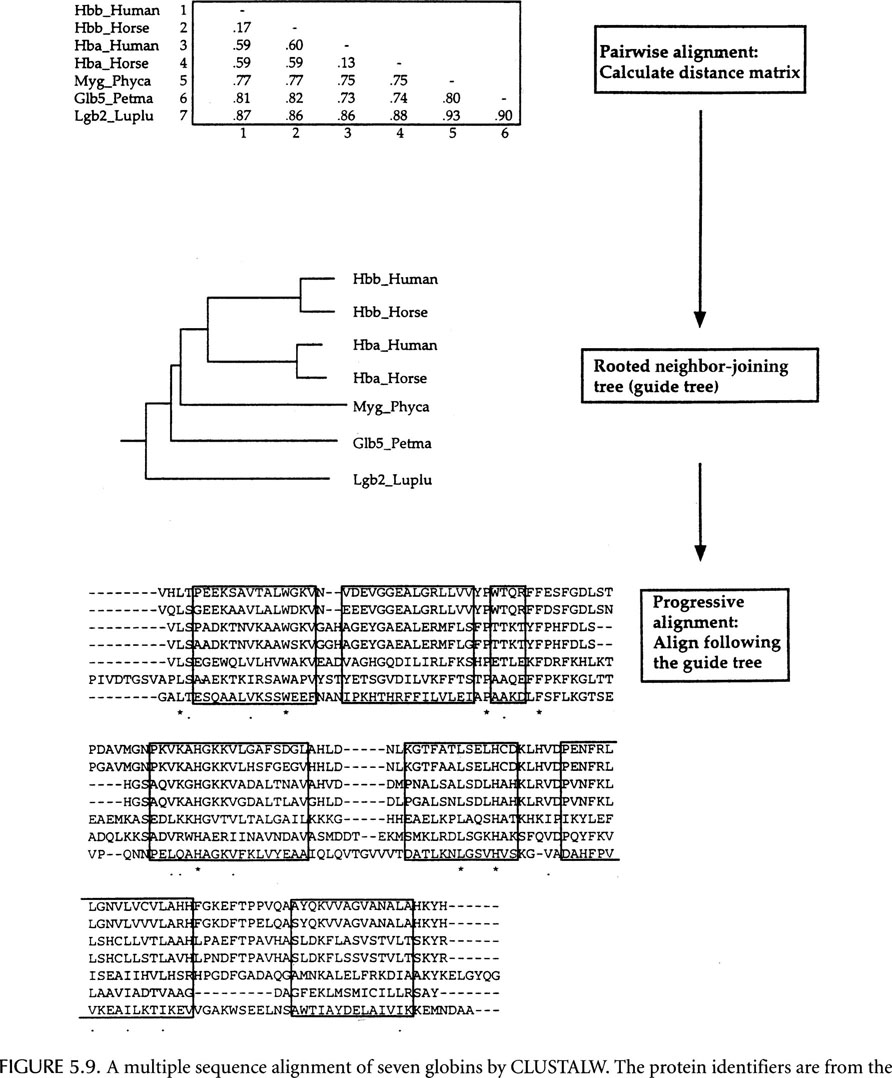 Hbb_Human 1 -
Hbb_Horse 2 .17 -
Hba_Human 3 .59 .60 -
Hba_Horse 4 .59 .59 .13 -
Myg_Phyca 5 .77 .77 .75 .75 -
Glb5_Petma 6 .81 .82 .73 .74 .80 -
Lgb2_Luplu 7 .87 .86 .86 .88 .93 .90
1 2 3 4 5 6
Pairwise alignment:
Calculate distance matrix
Hbb_Human
Hbb_Horse
Hba_Human
Hba_Horse
Myg_Phyca
Glb5_Petma
Lgb2_Luplu
Rooted neighbor-joining
tree (guide tree)
--------VHLTPEEKSAVTALWGKVN--VDEVGGEALGRLLVVYPWTQRFFESFGDLST
--------VQLSGEEKAAVLALWDKVN--EEEVGGEALGRLLVVYPWTQRFFDSFGDLSN
---------VLSPADKTNVKAAWGKVGAHAGEYGAEALERMFLSFPTTKTYFPHFDLS--
---------VLSAADKTNVKAAWSKVGGHAGEYGAEALERMFLGFPTTKTYFPHFDLS--
---------VLSEGEWQLVLHVWAKVEADVAGHGQDILIRLFKSHPETLEKFDRFKHLKT
PIVDTGSVAPLSAAEKTKIRSAWAPVYSTYETSGVDILVKFFTSTPAAQEFFPKFKGLTT
--------GALTESQAALVKSSWEEFNANIPKHTHRFFILVLEIAPAAKDLFSFLKGTSE
* . * * . *
Progressive
alignment:
Align following
the guide tree
PDAVMGNPKVKAHGKKVLGAFSDGLAHLD-----NLKGTFATLSELHCDKLHVDPENFRL
PGAVMGNPKVKAHGKKVLHSFGEGVHHLD-----NLKGTFAALSELHCDKLHVDPENFRL
----HGSAQVKGHGKKVADALTNAVAHVD-----DMPNALSALSDLHAHKLRVDPVNFKL
----HGSAQVKAHGKKVGDALTLAVGHLD-----DLPGALSNLSDLHAHKLRVDPVNFKL
EAEMKASEDLKKHGVTVLTALGAILKKKG-----HHEAELKPLAQSHATKHKIPIKYLEF
ADQLKKSADVRWHAERIINAVNDAVASMDDT--EKMSMKLRDLSGKHAKSFQVDPQYFKV
VP--QNNPELQAHAGKVFKLVYEAAIQLQVTGVVVTDATLKNLGSVHVSKG-VADAHFPV
.. * . * * .
LGNVLVCVLAHHFGKEFTPPVQAAYQKVVAGVANALAHKYH------
LGNVLVVVLARHFGKDFTPELQASYQKVVAGVANALAHKYH------
LSHCLLVTLAAHLPAEFTPAVHASLDKFLASVSTVLTSKYR------
LSHCLLSTLAVHLPNDFTPAVHASLDKFLSSVSTVLTSKYR------
ISEAIIHVLHSRHPGDFGADAQGAMNKALELFRKDIAAKYKELGYQG
LAAVIADTVAAG---------DAGFEKLMSMICILLRSAY-------
VKEAILKTIKEVVGAKWSEELNSAWTIAYDELAIVIKKEMNDAA---
. . . .
FIGURE 5.9. A multiple sequence alignment of seven globins by CLUSTALW. The protein identifiers are from the